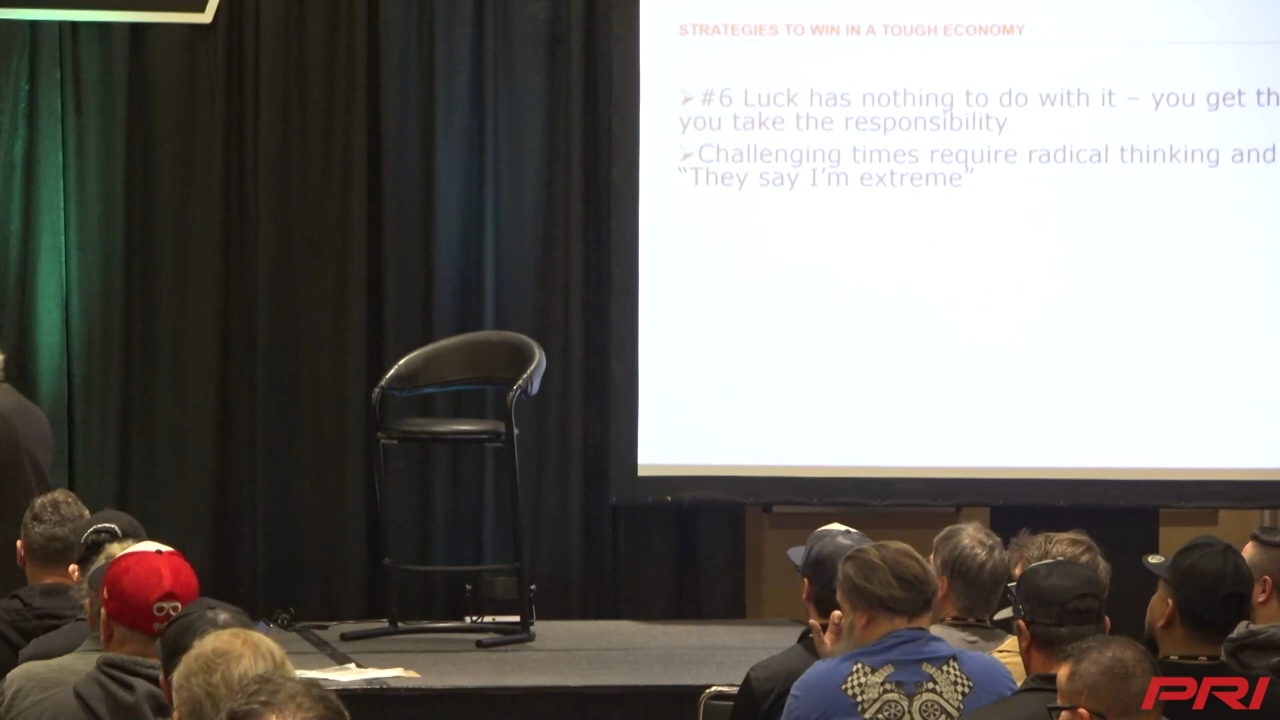 STRATEGIES TO WIN IN A TOUGH ECONOMY
➢#6 Luck has nothing to do with it – you get th
you take the responsibility
➢Challenging times require radical thinking and
“They say I’m extreme”
PRI